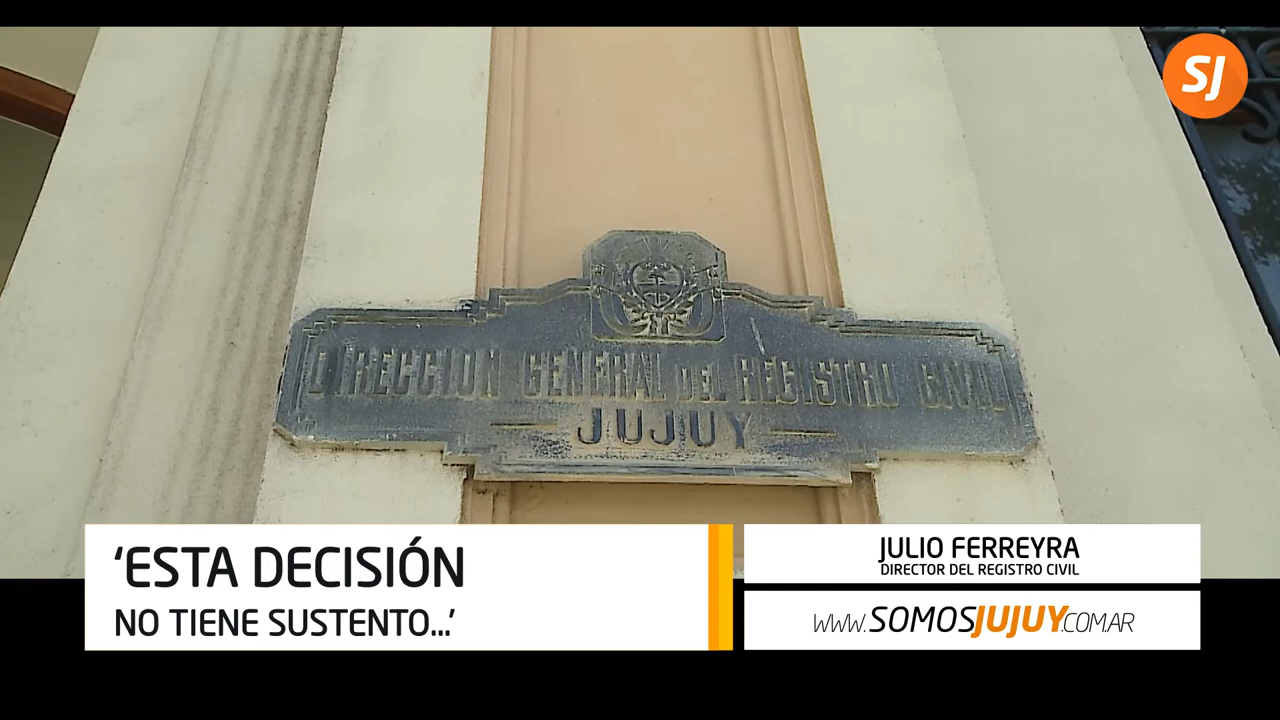 SJ
DIRECCION GENERAL DEL REGISTRO CIVIL
JUJUY
‘ESTA DECISIÓN
NO TIENE SUSTENTO...’
JULIO FERREYRA
DIRECTOR DEL REGISTRO CIVIL
WWW.SOMOSJUJUY.COM.AR